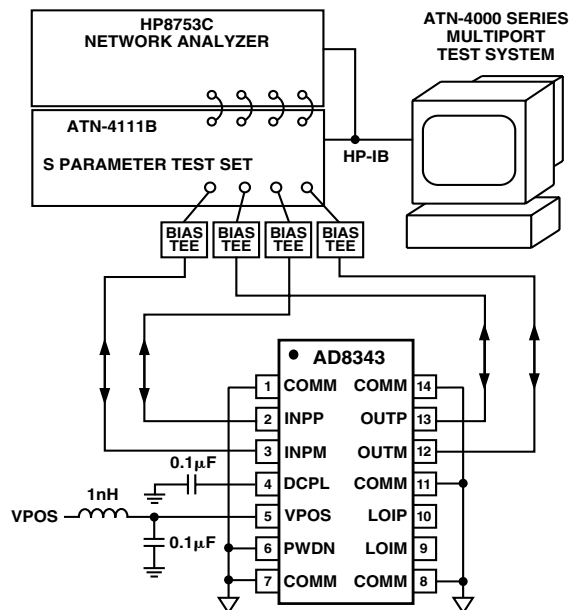 HP8753C
NETWORK ANALYZER
ATN-4000 SERIES
MULTIPORT
TEST SYSTEM
ATN-4111B
S PARAMETER TEST SET
HP-IB
BIAS
TEE
BIAS
TEE
BIAS
TEE
BIAS
TEE
AD8343
1 COMM COMM 14
2 INPP OUTP 13
3 INPM OUTM 12
0.1µF
4 DCPL COMM 11
1nH
VPOS
5 VPOS LOIP 10
0.1µF
6 PWDN LOIM 9
7 COMM COMM 8